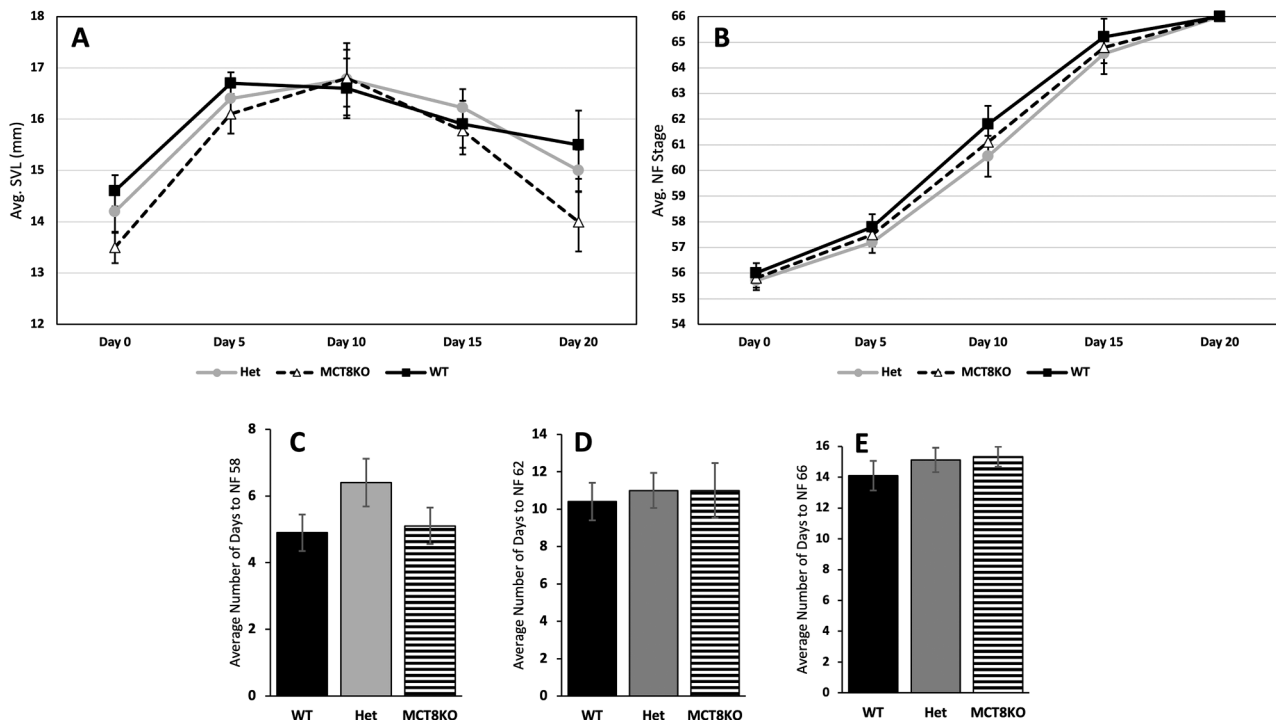 A
Avg. SVL (mm)
18
17
16
15
14
13
12
Day 0 Day 5 Day 10 Day 15 Day 20
Het MCT8KO WT
B
Avg. NF Stage
66
65
64
63
62
61
60
59
58
57
56
55
54
Day 0 Day 5 Day 10 Day 15 Day 20
Het MCT8KO WT
C
Average Number of Days to NF 58
8
6
4
2
0
WT Het MCT8KO
D
Average Number of Days to NF 62
14
12
10
8
6
4
2
0
WT Het MCT8KO
E
Average Number of Days to NF 66
16
14
12
10
8
6
4
2
0
WT Het MCT8KO